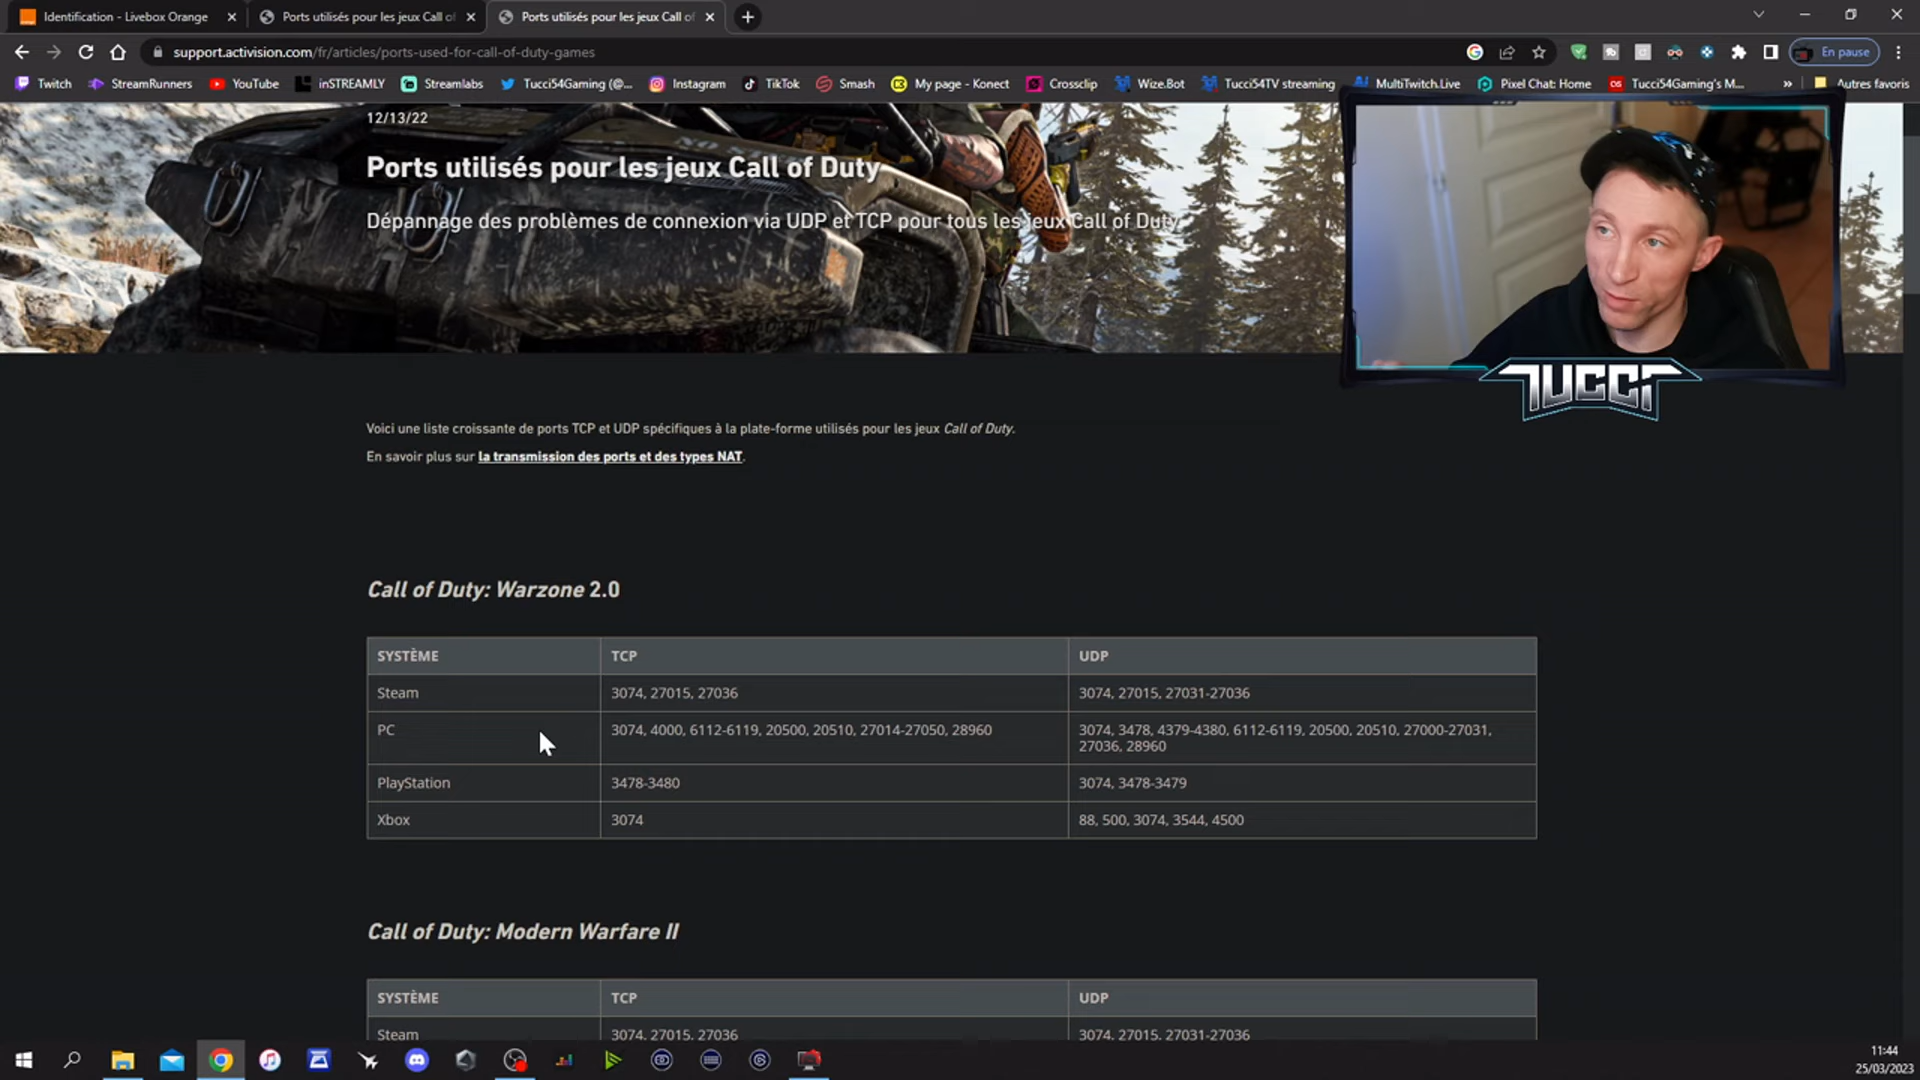 Identification - Livebox Orange
Ports utilisés pour les jeux Call of
Ports utilisés pour les jeux Call of
support.activision.com/fr/articles/ports-used-for-call-of-duty-games
En pause
Twitch
StreamRunners
YouTube
inSTREAMLY
Streamlabs
Tucci54Gaming (@...
Instagram
TikTok
Smash
My page - Konect
Crossclip
Wize.Bot
Tucci54TV streaming
MultiTwitch.Live
Pixel Chat: Home
Tucci54Gaming's M...
»
Autres favoris
12/13/22
Ports utilisés pour les jeux Call of Duty
Dépannage des problèmes de connexion via UDP et TCP pour tous les jeux Call of Duty
TUCCI
Voici une liste croissante de ports TCP et UDP spécifiques à la plate-forme utilisés pour les jeux Call of Duty.
En savoir plus sur la transmission des ports et des types NAT.
Call of Duty: Warzone 2.0
SYSTÈME TCP UDP
Steam 3074, 27015, 27036 3074, 27015, 27031-27036
PC 3074, 4000, 6112-6119, 20500, 20510, 27014-27050, 28960 3074, 3478, 4379-4380, 6112-6119, 20500, 20510, 27000-27031,
27036, 28960
PlayStation 3478-3480 3074, 3478-3479
Xbox 3074 88, 500, 3074, 3544, 4500
Call of Duty: Modern Warfare II
SYSTÈME TCP UDP
Steam 3074, 27015, 27036 3074, 27015, 27031-27036
11:44
25/03/2023